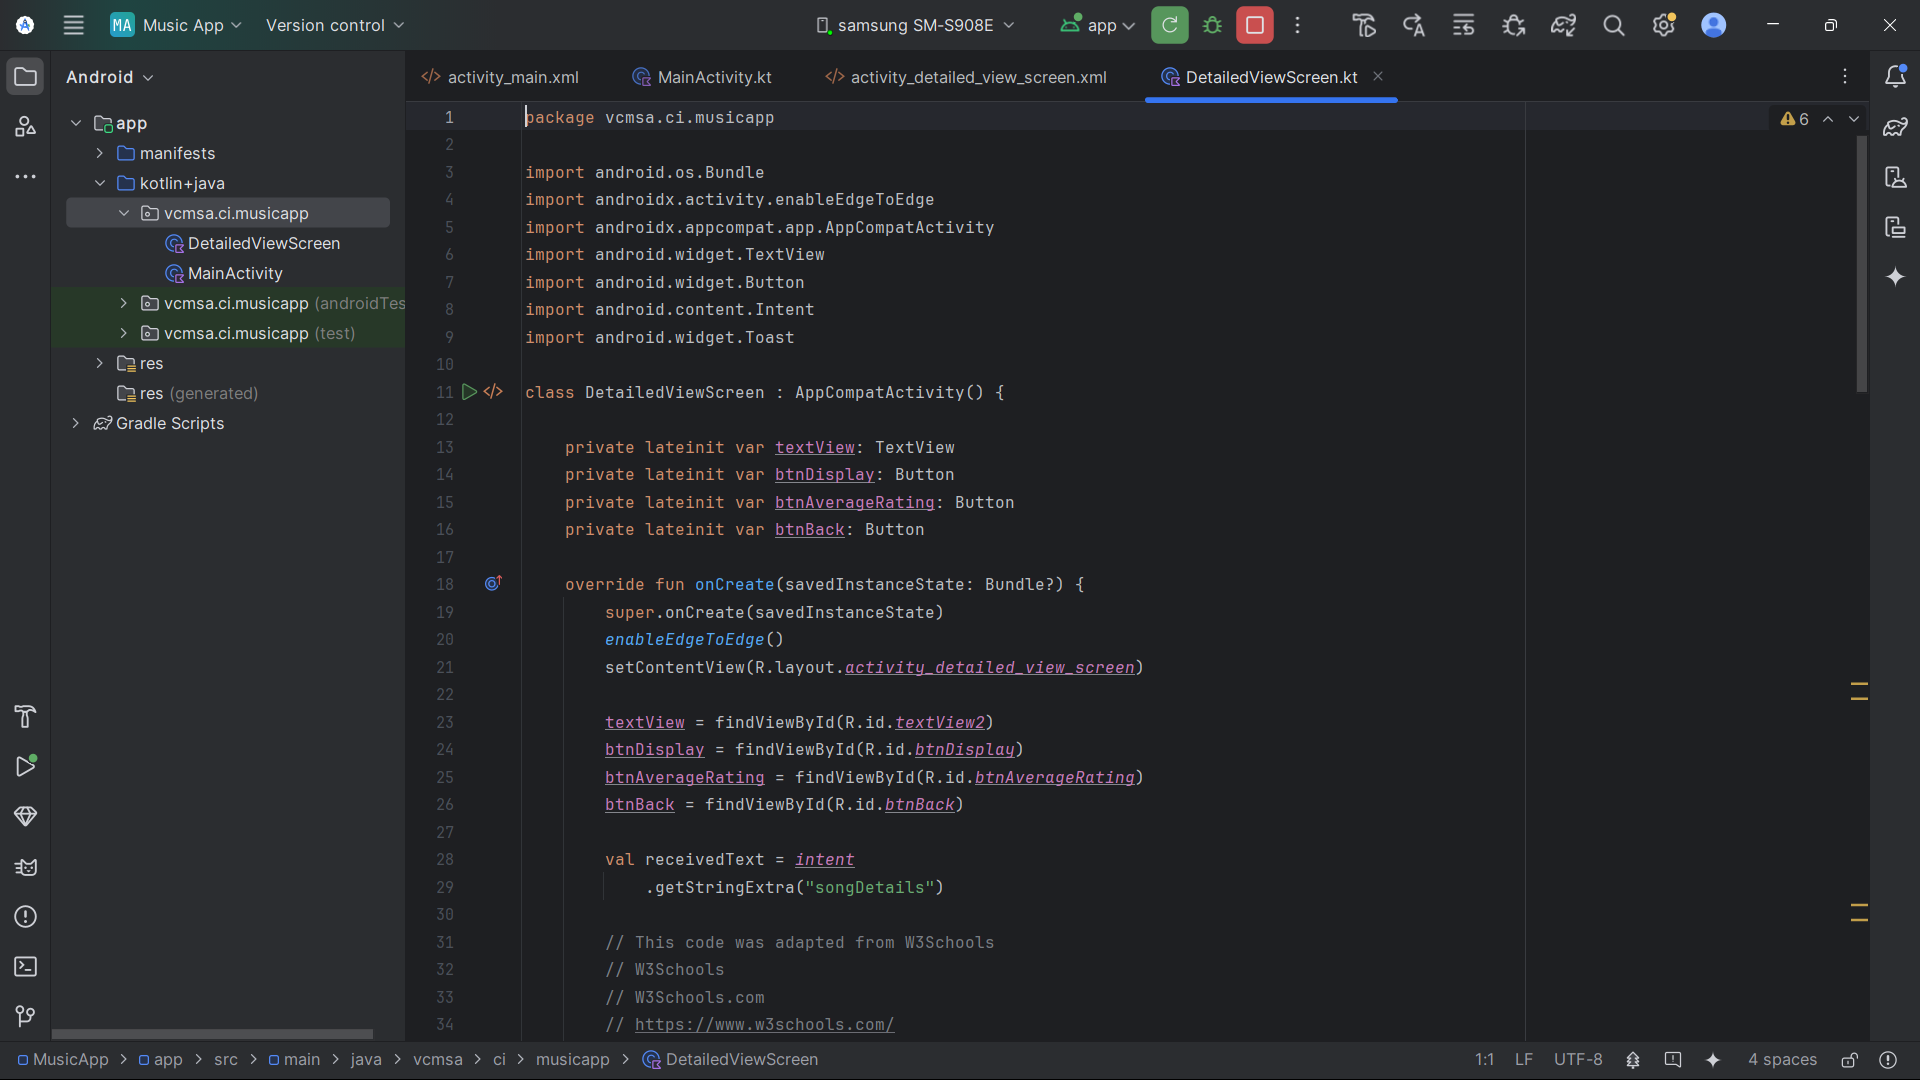 MA Music App Version control samsung SM-S908E app
Android
activity_main.xml MainActivity.kt activity_detailed_view_screen.xml DetailedViewScreen.kt
app
manifests
kotlin+java
vcmsa.ci.musicapp
DetailedViewScreen
MainActivity
vcmsa.ci.musicapp (androidTes
vcmsa.ci.musicapp (test)
res
res (generated)
Gradle Scripts
6
1 package vcmsa.ci.musicapp
2
3 import android.os.Bundle
4 import androidx.activity.enableEdgeToEdge
5 import androidx.appcompat.app.AppCompatActivity
6 import android.widget.TextView
7 import android.widget.Button
8 import android.content.Intent
9 import android.widget.Toast
10
11 class DetailedViewScreen : AppCompatActivity() {
12
13 private lateinit var textView: TextView
14 private lateinit var btnDisplay: Button
15 private lateinit var btnAverageRating: Button
16 private lateinit var btnBack: Button
17
18 override fun onCreate(savedInstanceState: Bundle?) {
19 super.onCreate(savedInstanceState)
20 enableEdgeToEdge()
21 setContentView(R.layout.activity_detailed_view_screen)
22
23 textView = findViewById(R.id.textView2)
24 btnDisplay = findViewById(R.id.btnDisplay)
25 btnAverageRating = findViewById(R.id.btnAverageRating)
26 btnBack = findViewById(R.id.btnBack)
27
28 val receivedText = intent
29 .getStringExtra("songDetails")
30
31 // This code was adapted from W3Schools
32 // W3Schools
33 // W3Schools.com
34 // https://www.w3schools.com/
MusicApp > app > src > main > java > vcmsa > ci > musicapp > DetailedViewScreen 1:1 LF UTF-8 4 spaces